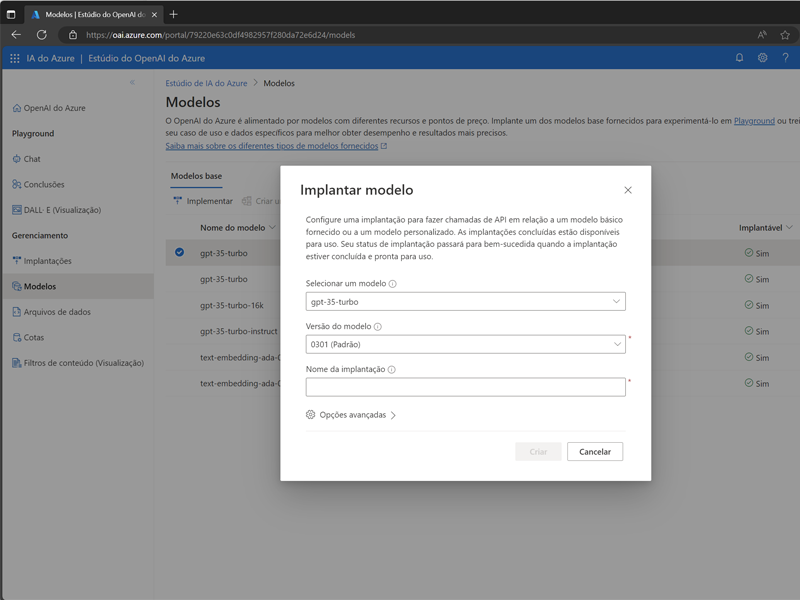 Modelos | Estúdio do OpenAI do
https://oai.azure.com/portal/79220e63c0df4982957f280da72e6d24/models
IA do Azure | Estúdio do OpenAI do Azure
Estúdio de IA do Azure > Modelos
Modelos
O OpenAI do Azure é alimentado por modelos com diferentes recursos e pontos de preço. Implante um dos modelos base fornecidos para experimentá-lo em Playground ou trei
seu caso de uso e dados específicos para melhor obter desempenho e resultados mais precisos.
Saiba mais sobre os diferentes tipos de modelos fornecidos
OpenAI do Azure
Playground
Chat
Conclusões
DALL· E (Visualização)
Gerenciamento
Implantações
Modelos
Arquivos de dados
Cotas
Filtros de conteúdo (Visualização)
Modelos base
Implementar
Criar u
Nome do modelo
Implantável
gpt-35-turbo
Sim
gpt-35-turbo
Sim
gpt-35-turbo-16k
Sim
gpt-35-turbo-instruct
Sim
text-embedding-ada-0
Sim
text-embedding-ada-0
Sim
Implantar modelo
Configure uma implantação para fazer chamadas de API em relação a um modelo básico
fornecido ou a um modelo personalizado. As implantações concluídas estão disponíveis
para uso. Seu status de implantação passará para bem-sucedida quando a implantação
estiver concluída e pronta para uso.
Selecionar um modelo
gpt-35-turbo
Versão do modelo
0301 (Padrão)
*
Nome da implantação
*
Opções avançadas
Criar
Cancelar